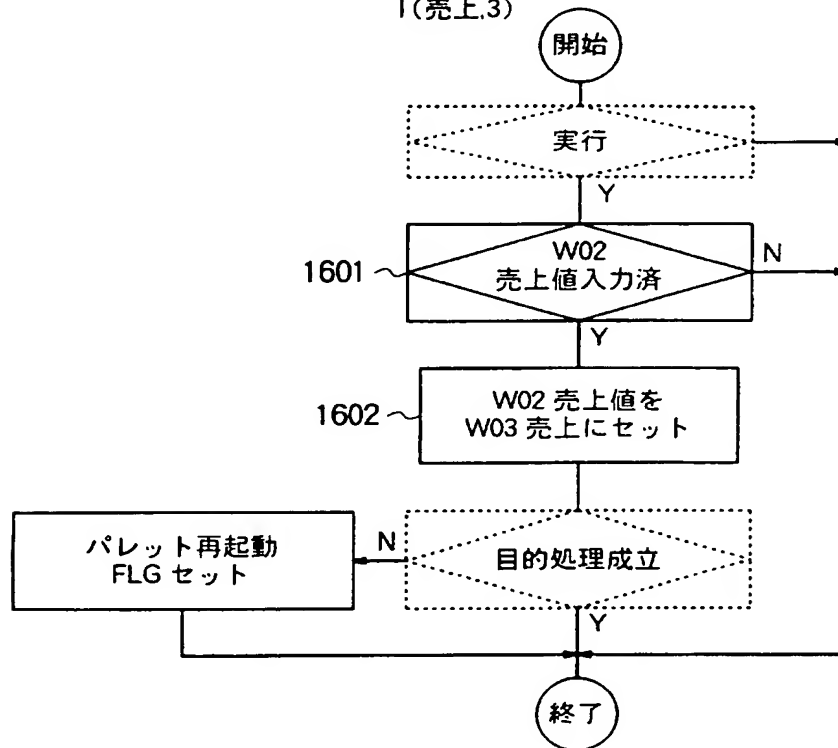 I(売上,3)
開始
実行
Y
1601
W02
売上値入力済
N
Y
1602
W02 売上値を
W03 売上にセット
パレット再起動
FLG セット
N
目的処理成立
Y
終了